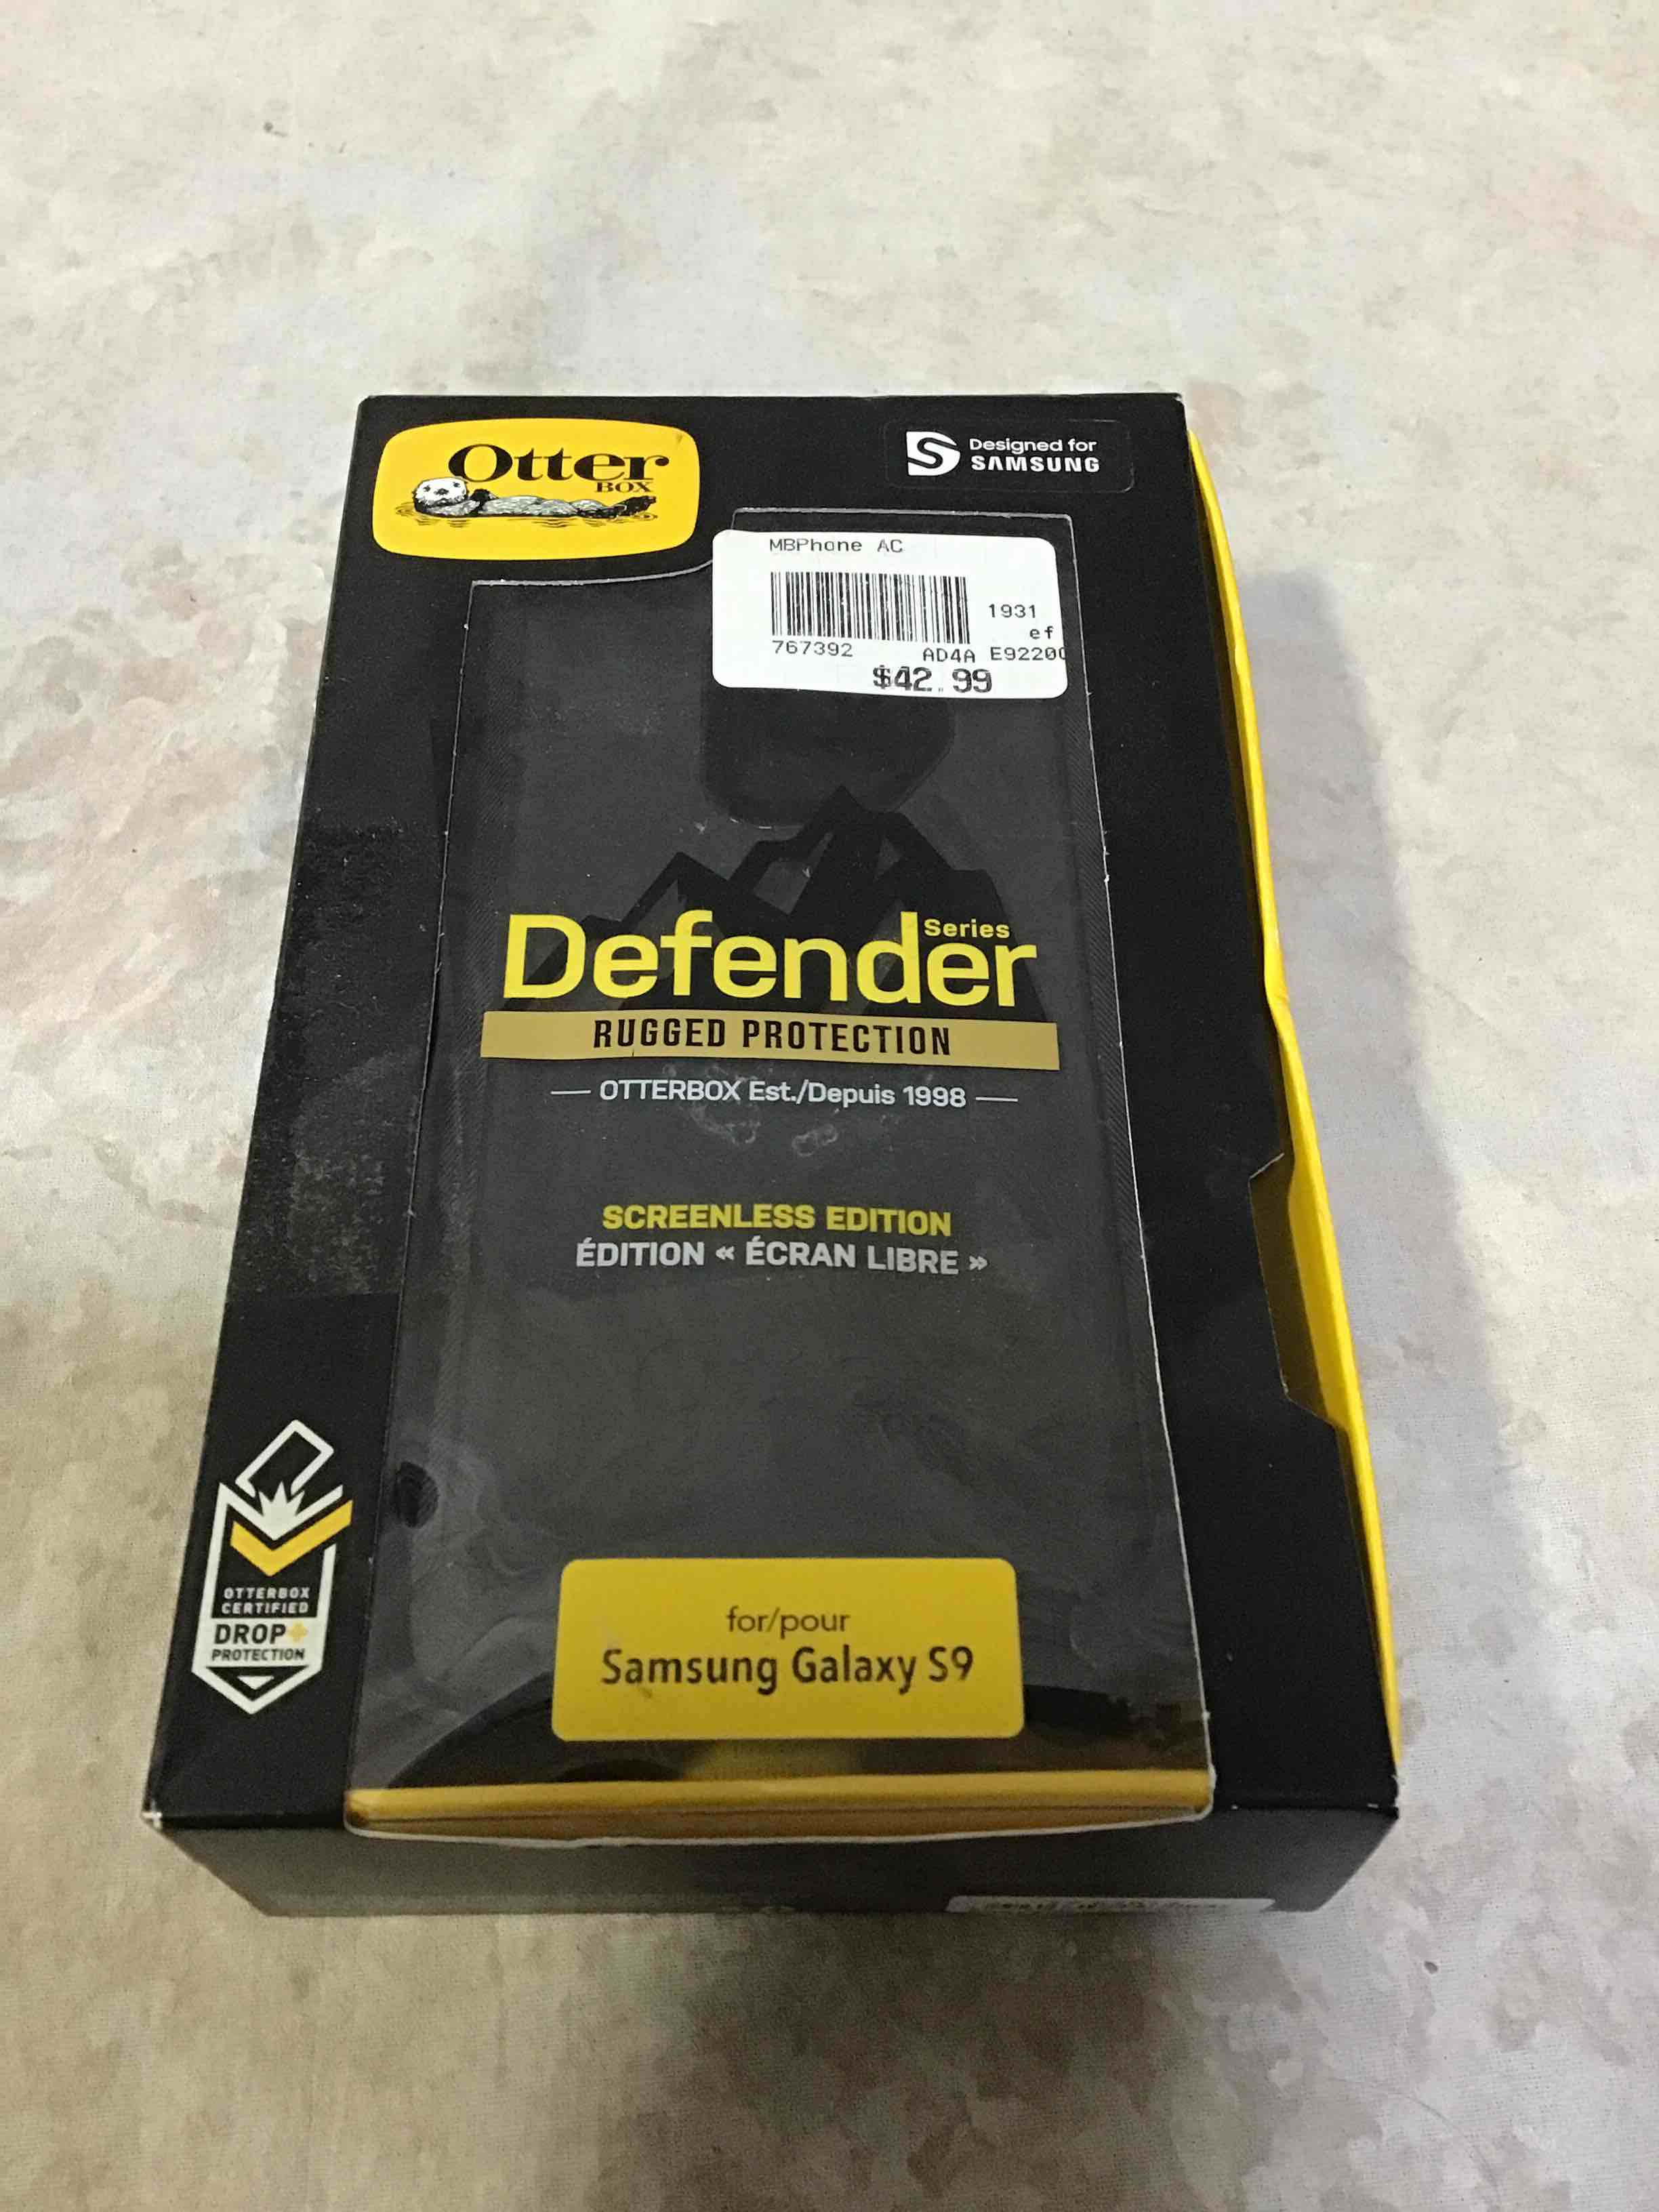 Otter
BOX
Designed for
SAMSUNG
MBPhone AC
1931
ef
767392
AD4A E92200
$42.99
Defender
Series
RUGGED PROTECTION
OTTERBOX Est./Depuis 1998
SCREENLESS EDITION
ÉDITION « ÉCRAN LIBRE »
OTTERBOX
CERTIFIED
DROP+
PROTECTION
for/pour
Samsung Galaxy S9